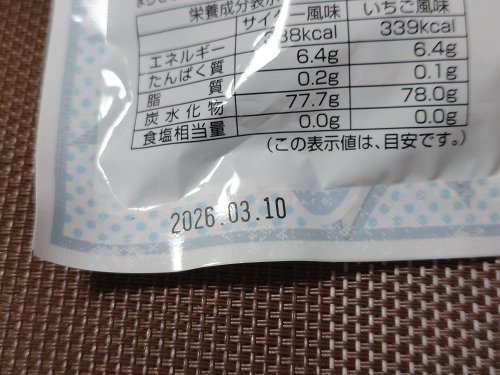 栄養成分表示
サイダー風味 いちご風味
エネルギー 338kcal 339kcal
たんぱく質 6.4g 6.4g
脂質 0.2g 0.1g
炭水化物 77.7g 78.0g
食塩相当量 0.0g 0.0g
(この表示値は、目安です。)
2026.03.10